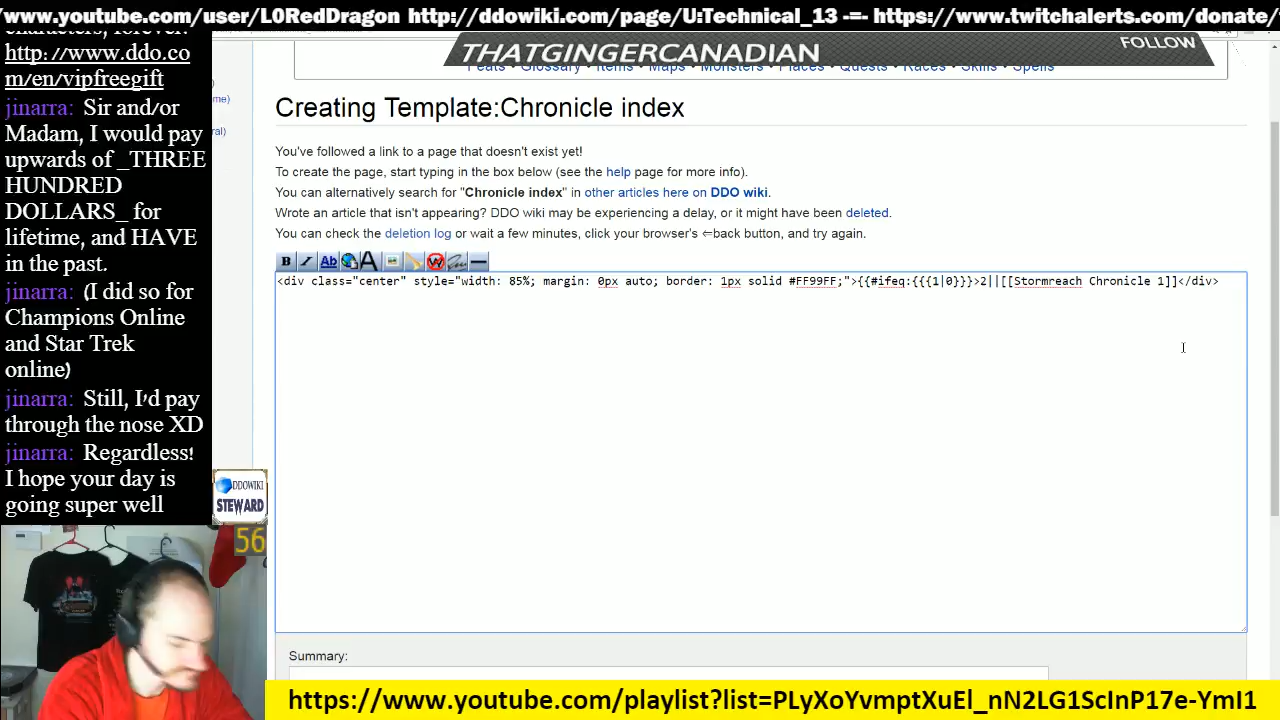 /www.youtube.com/user/L0RedDragon http://ddowiki.com/page/U:Technical_13 -=- https://www.twitchalerts.com/donate/
characters, forever!
http://www.ddo.co
m/en/vipfreegift
jinarra: Sir and/or
Madam, I would pay
upwards of _THREE
HUNDRED
DOLLARS_ for
lifetime, and HAVE
in the past.
jinarra: (I did so for
Champions Online
and Star Trek
online)
jinarra: Still, I'd pay
through the nose XD
jinarra: Regardless!
I hope your day is
going super well
me)
ral)
THATGINGERCANADIAN
FOLLOW
Feats • Glossary • Items • Maps • Monsters • Places • Quests • Races • Skills • Spells
Creating Template:Chronicle index
You've followed a link to a page that doesn't exist yet!
To create the page, start typing in the box below (see the help page for more info).
You can alternatively search for "Chronicle index" in other articles here on DDO wiki.
Wrote an article that isn't appearing? DDO wiki may be experiencing a delay, or it might have been deleted.
You can check the deletion log or wait a few minutes, click your browser's ⇐back button, and try again.
B I Ab A W
<div class="center" style="width: 85%; margin: 0px auto; border: 1px solid #FF99FF;">{{#ifeq:{{{1|0}}}>2||[[Stormreach Chronicle 1]]</div>
Summary:
DDOWIKI
STEWARD
56
https://www.youtube.com/playlist?list=PLyXoYvmptXuEl_nN2LG1ScInP17e-YmI1